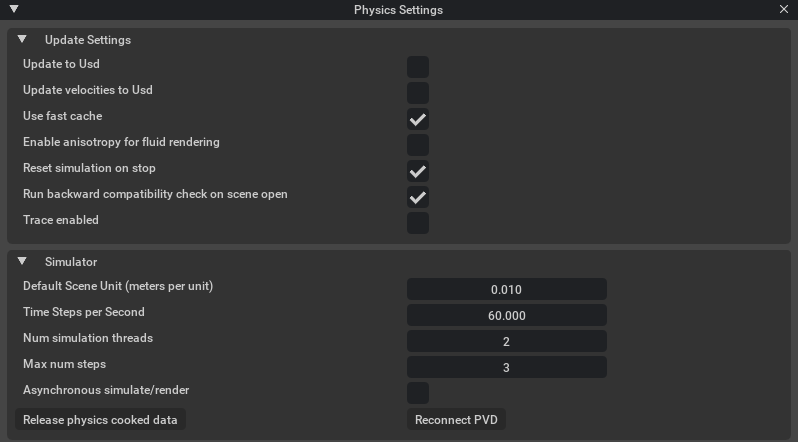 Physics Settings
Update Settings
Update to Usd
Update velocities to Usd
Use fast cache
Enable anisotropy for fluid rendering
Reset simulation on stop
Run backward compatibility check on scene open
Trace enabled
Simulator
Default Scene Unit (meters per unit) 0.010
Time Steps per Second 60.000
Num simulation threads 2
Max num steps 3
Asynchronous simulate/render
Release physics cooked data Reconnect PVD